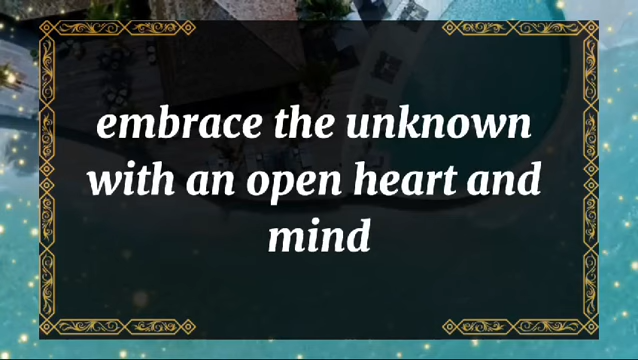 embrace the unknown
with an open heart and
mind